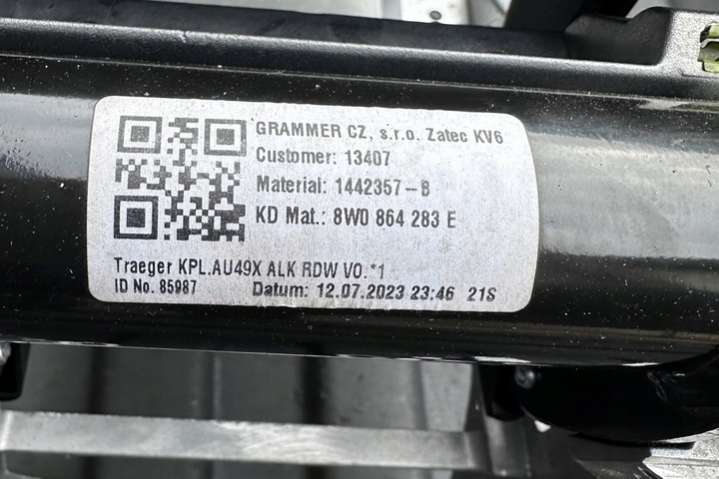 GRAMMER CZ, s.r.o. Zatec KV6
Customer: 13407
Material: 1442357-B
KD Mat.: 8W0 864 283 E
Traeger KPL.AU49X ALK RDW VO.*1
ID No. 85987 Datum: 12.07.2023 23:46 21S